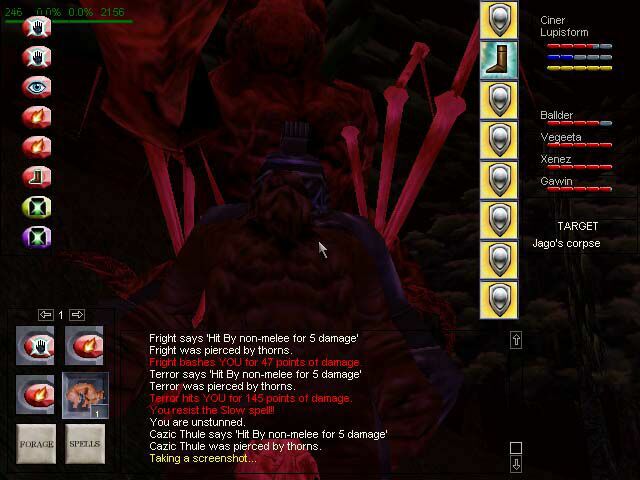 246 0.0% 0.0% 2156
Ciner
Lupisform
Ballder
Vegeeta
Xenez
Gawin
TARGET
Jago's corpse
1
1
FORAGE
SPELLS
Fright says 'Hit By non-melee for 5 damage'
Fright was pierced by thorns.
Fright bashes YOU for 47 points of damage.
Terror says 'Hit By non-melee for 5 damage'
Terror was pierced by thorns.
Terror hits YOU for 145 points of damage.
You resist the Slow spell!!!
You are unstunned.
Cazic Thule says 'Hit By non-melee for 5 damage'
Cazic Thule was pierced by thorns.
Taking a screenshot...